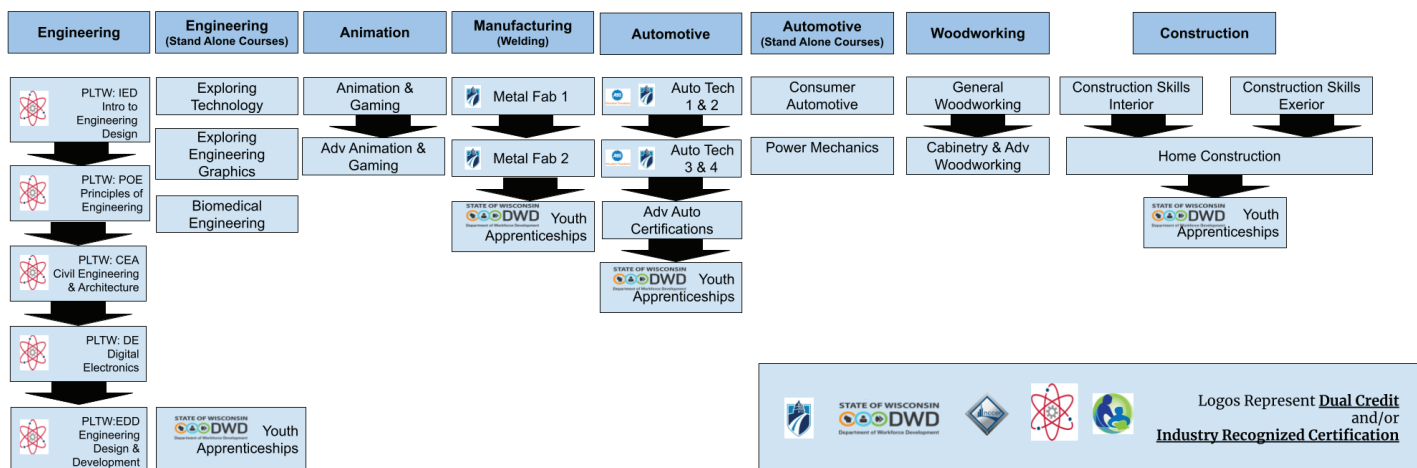 Engineering
Engineering
(Stand Alone Courses)
Animation
Manufacturing
(Welding)
Automotive
Automotive
(Stand Alone Courses)
Woodworking
Construction
PLTW: IED
Intro to
Engineering
Design
PLTW: POE
Principles of
Engineering
PLTW: CEA
Civil Engineering
& Architecture
PLTW: DE
Digital
Electronics
PLTW:EDD
Engineering
Design &
Development
Exploring
Technology
Exploring
Engineering
Graphics
Biomedical
Engineering
STATE OF WISCONSIN
DWD
Department of Workforce Development
Youth
Apprenticeships
Animation &
Gaming
Adv Animation &
Gaming
Metal Fab 1
Metal Fab 2
STATE OF WISCONSIN
DWD
Department of Workforce Development
Youth
Apprenticeships
Auto Tech
1 & 2
Auto Tech
3 & 4
Adv Auto
Certifications
STATE OF WISCONSIN
DWD
Department of Workforce Development
Youth
Apprenticeships
Consumer
Automotive
Power Mechanics
General
Woodworking
Cabinetry & Adv
Woodworking
Construction Skills
Interior
Construction Skills
Exerior
Home Construction
STATE OF WISCONSIN
DWD
Department of Workforce Development
Youth
Apprenticeships
STATE OF WISCONSIN
DWD
Department of Workforce Development
nccer
Logos Represent Dual Credit
and/or
Industry Recognized Certification